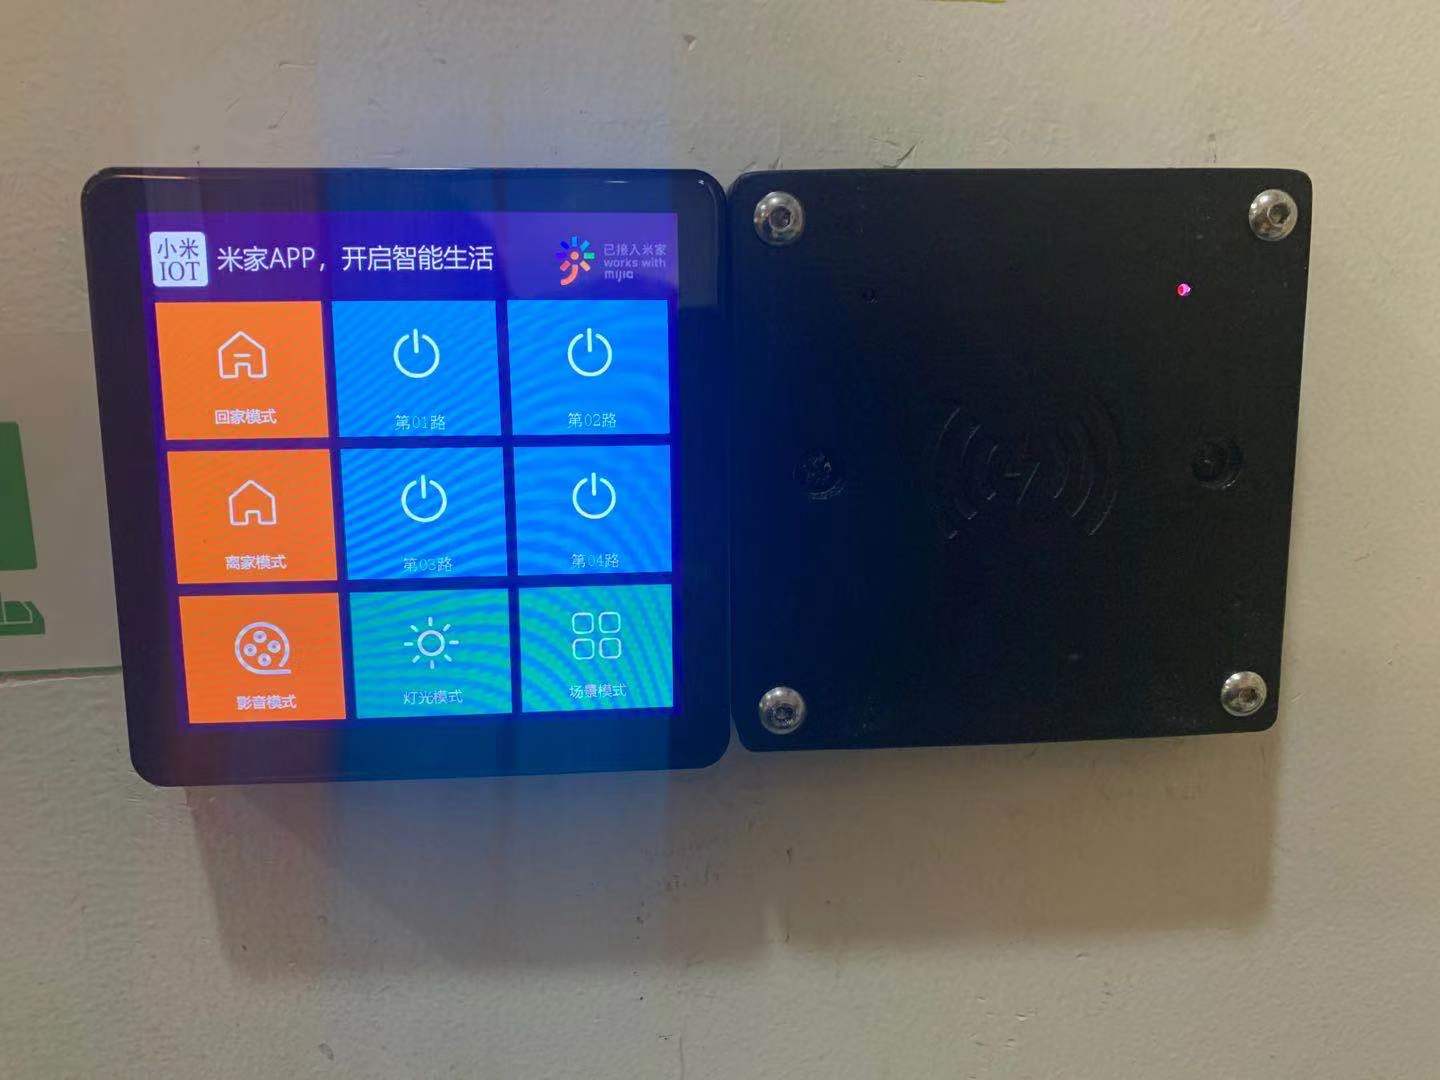 小米
IOT
米家APP，开启智能生活
已接入米家
works with
mijia
回家模式
第01路
第02路
离家模式
第03路
第04路
影音模式
灯光模式
场景模式